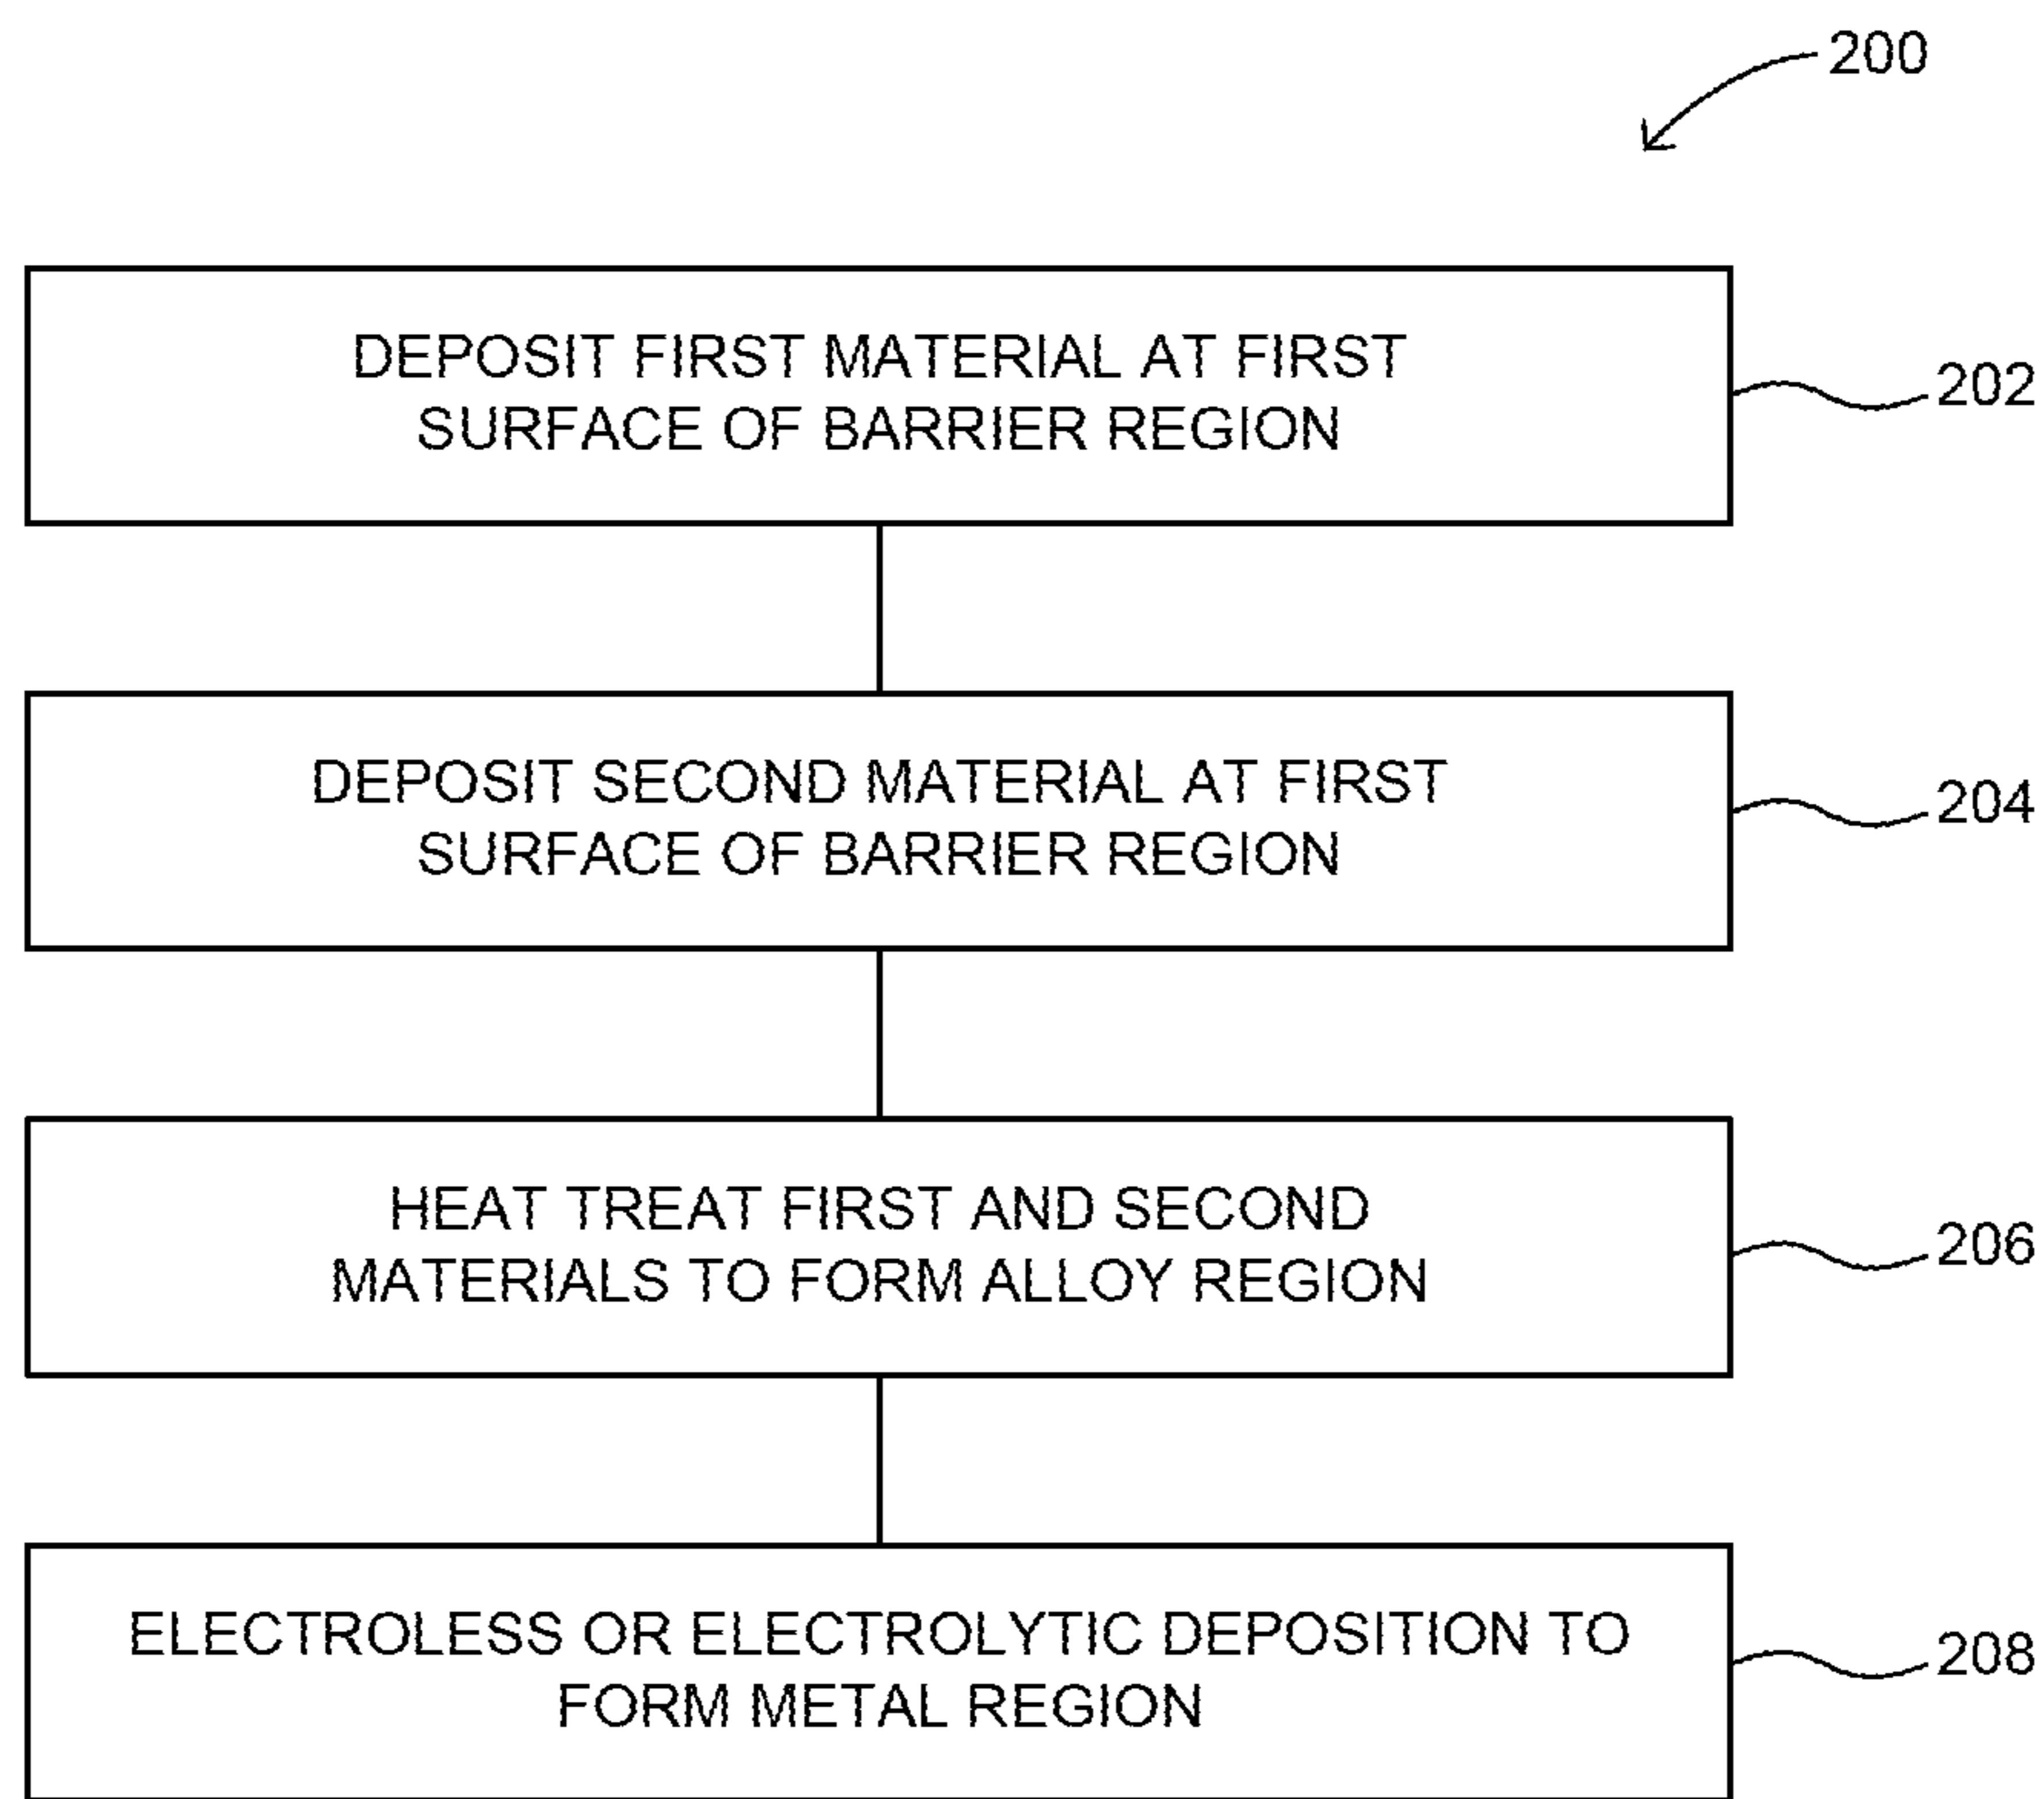 200
DEPOSIT FIRST MATERIAL AT FIRST
SURFACE OF BARRIER REGION
202
DEPOSIT SECOND MATERIAL AT FIRST
SURFACE OF BARRIER REGION
204
HEAT TREAT FIRST AND SECOND
MATERIALS TO FORM ALLOY REGION
206
ELECTROLESS OR ELECTROLYTIC DEPOSITION TO
FORM METAL REGION
208